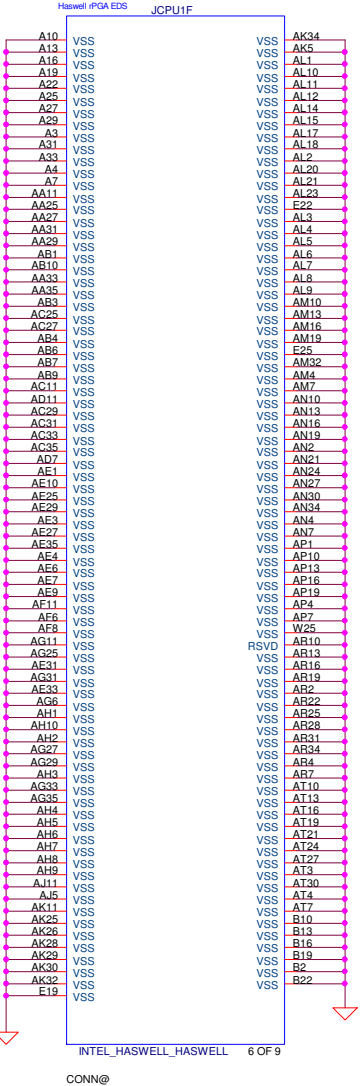 Haswell rPGA EDS
JCPU1F
A10 VSS VSS AK34
A13 VSS VSS AK5
A16 VSS VSS AL1
A19 VSS VSS AL10
A22 VSS VSS AL11
A25 VSS VSS AL12
A27 VSS VSS AL14
A29 VSS VSS AL15
A3 VSS VSS AL17
A31 VSS VSS AL18
A33 VSS VSS AL2
A4 VSS VSS AL20
A7 VSS VSS AL21
AA11 VSS VSS AL23
AA25 VSS VSS E22
AA27 VSS VSS AL3
AA31 VSS VSS AL4
AA29 VSS VSS AL5
AB1 VSS VSS AL6
AB10 VSS VSS AL7
AA33 VSS VSS AL8
AA35 VSS VSS AL9
AB3 VSS VSS AM10
AC25 VSS VSS AM13
AC27 VSS VSS AM16
AB4 VSS VSS AM19
AB6 VSS VSS E25
AB7 VSS VSS AM32
AB9 VSS VSS AM4
AC11 VSS VSS AM7
AD11 VSS VSS AN10
AC29 VSS VSS AN13
AC31 VSS VSS AN16
AC33 VSS VSS AN19
AC35 VSS VSS AN2
AD7 VSS VSS AN21
AE1 VSS VSS AN24
AE10 VSS VSS AN27
AE25 VSS VSS AN30
AE29 VSS VSS AN34
AE3 VSS VSS AN4
AE27 VSS VSS AN7
AE35 VSS VSS AP1
AE4 VSS VSS AP10
AE6 VSS VSS AP13
AE7 VSS VSS AP16
AE9 VSS VSS AP19
AF11 VSS VSS AP4
AF6 VSS VSS AP7
AF8 VSS VSS W25
AG11 VSS RSVD AR10
AG25 VSS VSS AR13
AE31 VSS VSS AR16
AG31 VSS VSS AR19
AE33 VSS VSS AR2
AG6 VSS VSS AR22
AH1 VSS VSS AR25
AH10 VSS VSS AR28
AH2 VSS VSS AR31
AG27 VSS VSS AR34
AG29 VSS VSS AR4
AH3 VSS VSS AR7
AG33 VSS VSS AT10
AG35 VSS VSS AT13
AH4 VSS VSS AT16
AH5 VSS VSS AT19
AH6 VSS VSS AT21
AH7 VSS VSS AT24
AH8 VSS VSS AT27
AH9 VSS VSS AT3
AJ11 VSS VSS AT30
AJ5 VSS VSS AT4
AK11 VSS VSS AT7
AK25 VSS VSS B10
AK26 VSS VSS B13
AK28 VSS VSS B16
AK29 VSS VSS B19
AK30 VSS VSS B2
AK32 VSS VSS B22
E19 VSS
INTEL_HASWELL_HASWELL 6 OF 9
CONN@